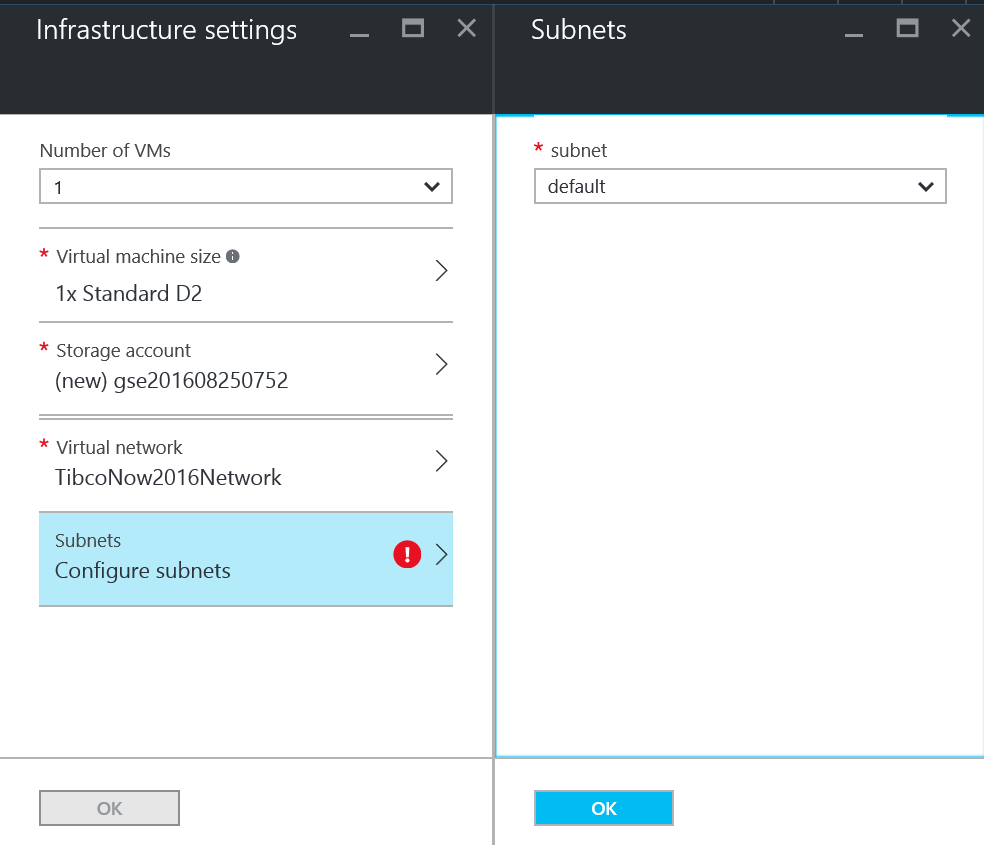 Infrastructure settings
Number of VMs
1
* Virtual machine size
1x Standard D2
* Storage account
(new) gse201608250752
* Virtual network
TibcoNow2016Network
Subnets
Configure subnets
OK
Subnets
* subnet
default
OK